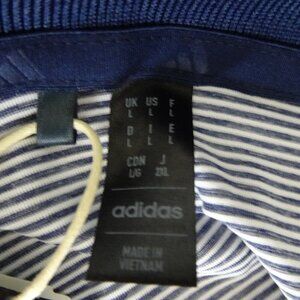 UK US F
L L L
D I E
L L L
CDN J
L/G 2XL
adidas
MADE IN
VIETNAM